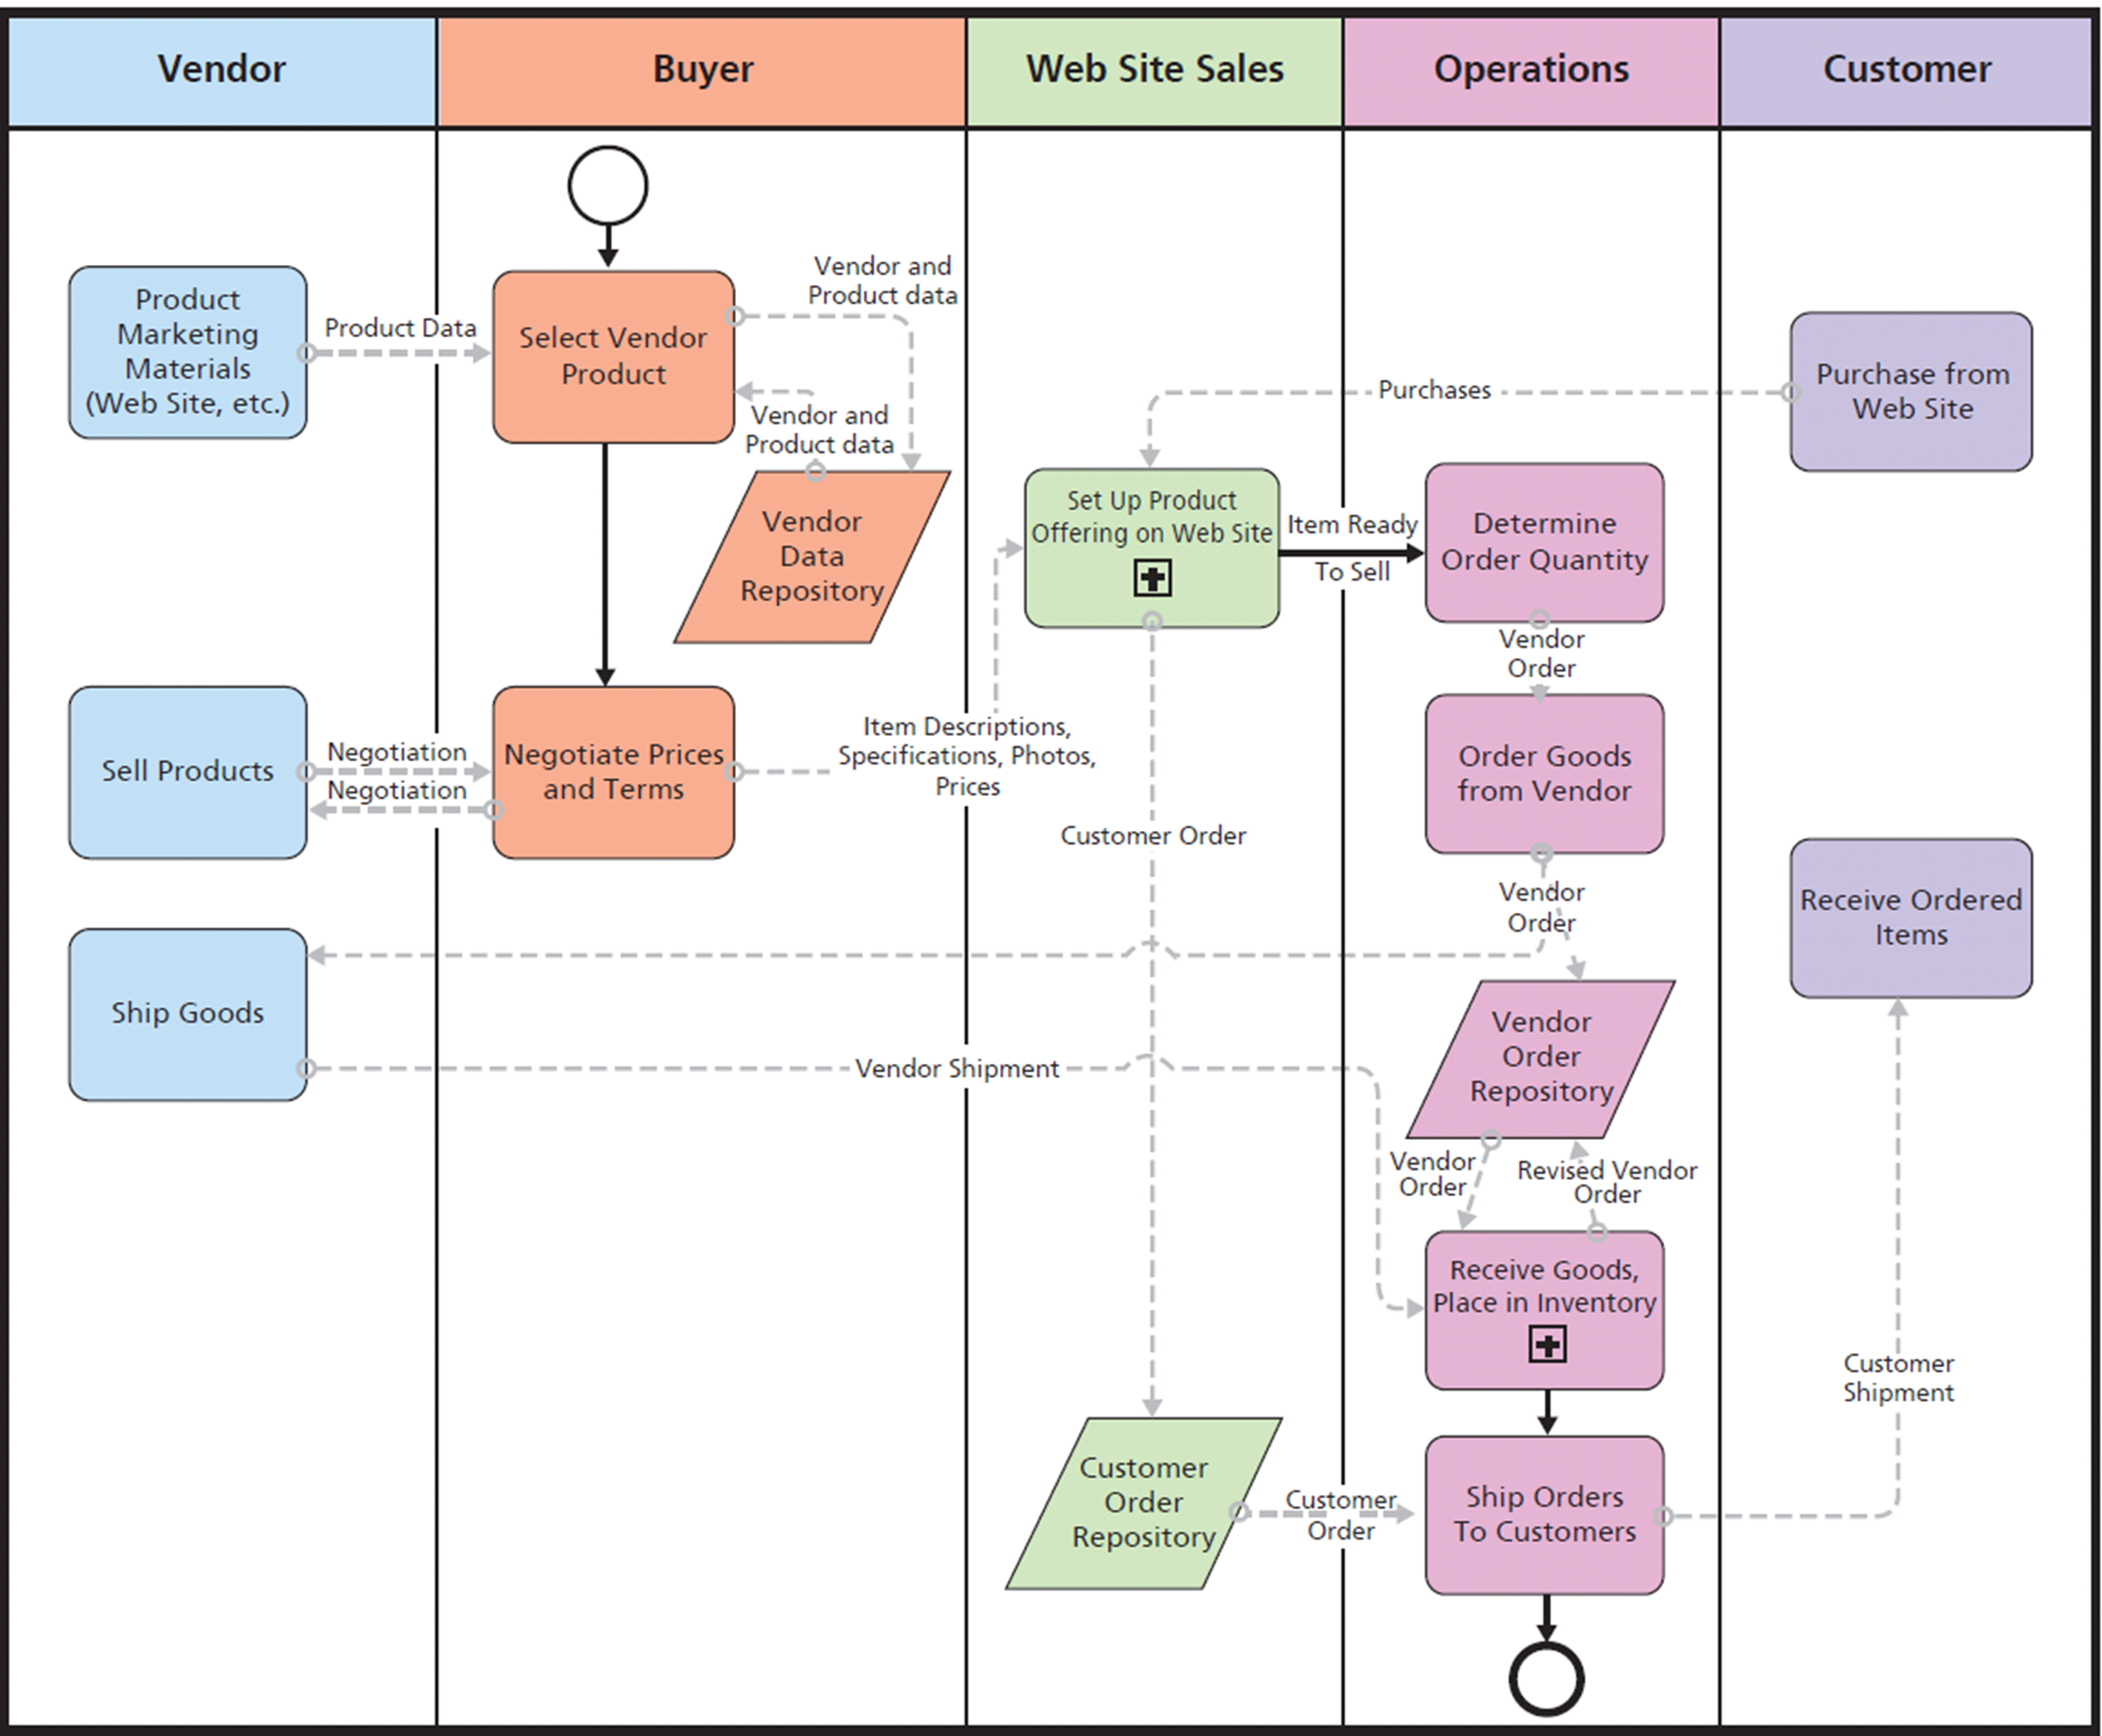 Vendor
Buyer
Web Site Sales
Operations
Customer
Product
Marketing
Materials
(Web Site, etc.)
Product Data
Select Vendor
Product
Vendor and
Product data
Vendor and
Product data
Vendor
Data
Repository
Purchases
Purchase from
Web Site
Set Up Product
Offering on Web Site
Item Ready
To Sell
Determine
Order Quantity
Vendor
Order
Sell Products
Negotiation
Negotiation
Negotiate Prices
and Terms
Item Descriptions,
Specifications, Photos,
Prices
Order Goods
from Vendor
Customer Order
Vendor
Order
Receive Ordered
Items
Ship Goods
Vendor Shipment
Vendor
Order
Repository
Vendor
Order
Revised Vendor
Order
Receive Goods,
Place in Inventory
Customer
Shipment
Customer
Order
Repository
Customer
Order
Ship Orders
To Customers